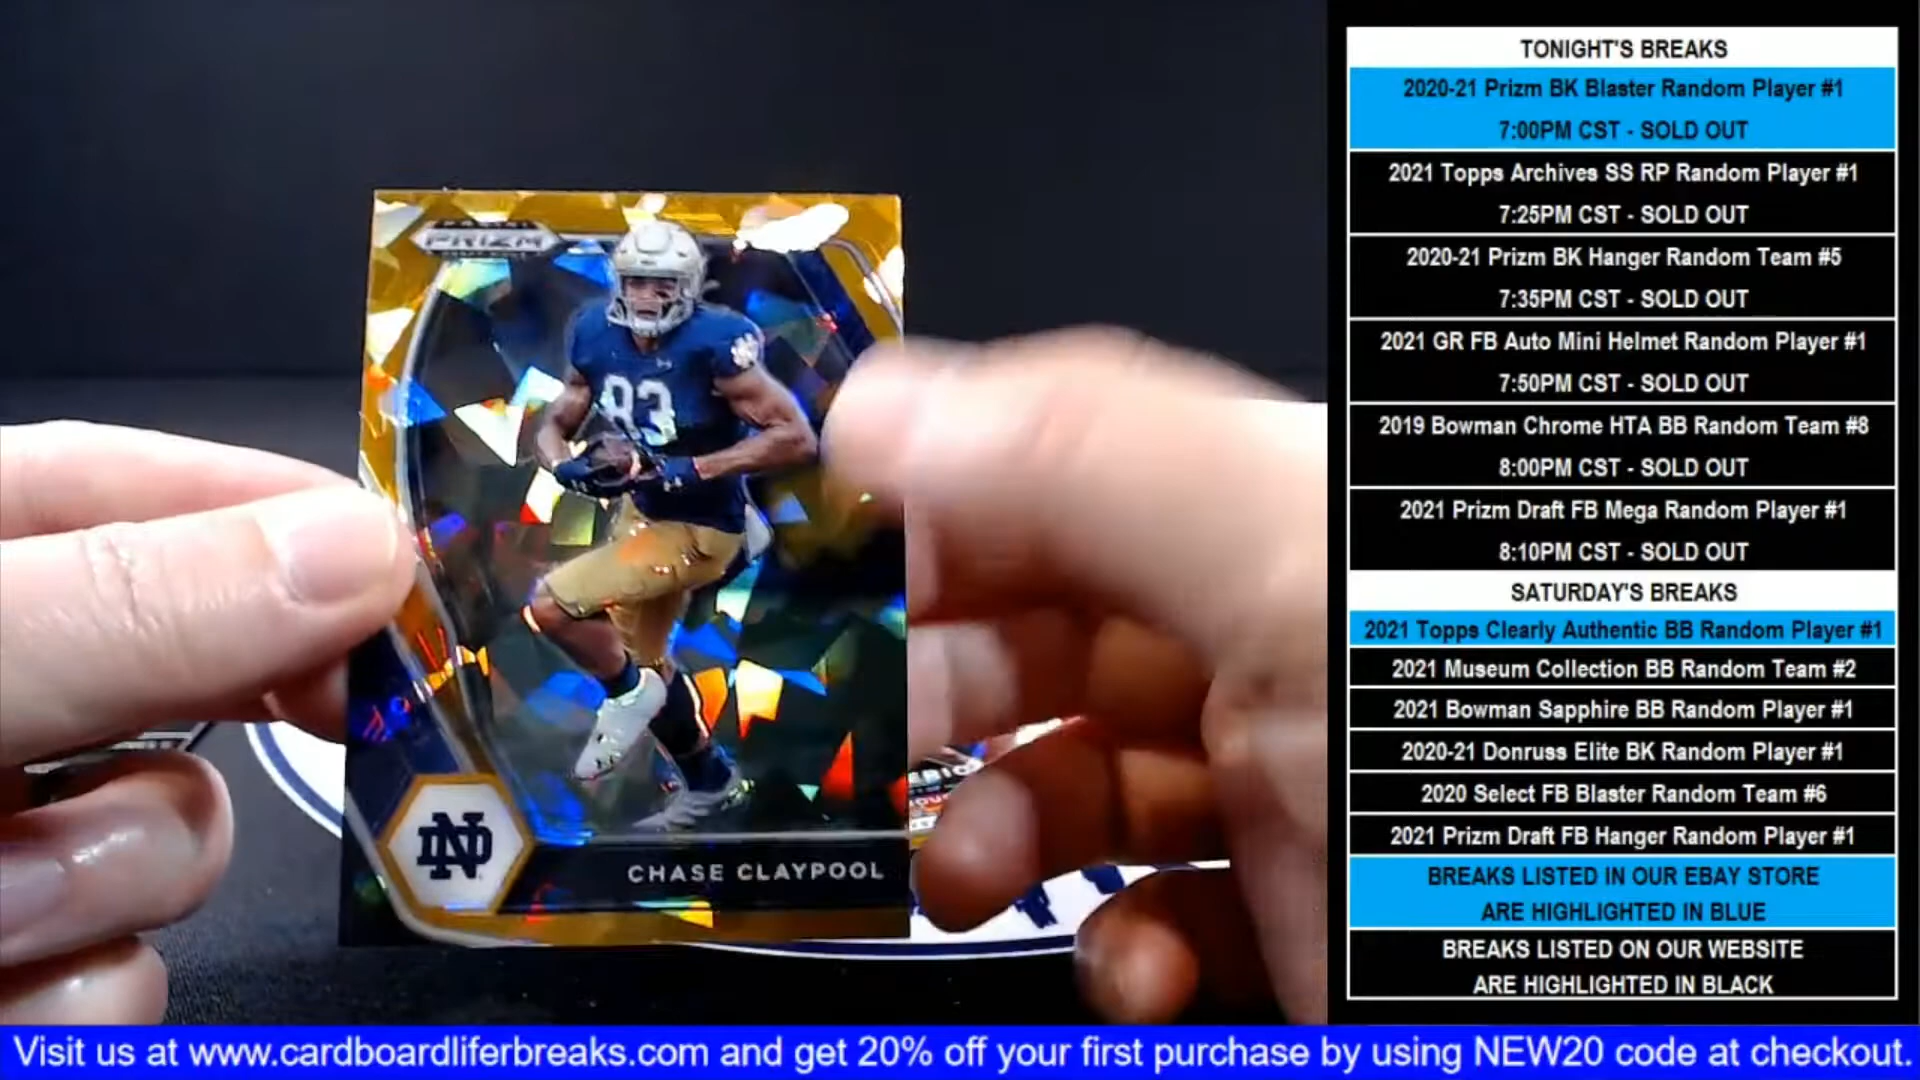 PANINI
PRIZM
DRAFT PICKS
83
ND
CHASE CLAYPOOL
TONIGHT'S BREAKS
2020-21 Prizm BK Blaster Random Player #1
7:00PM CST - SOLD OUT
2021 Topps Archives SS RP Random Player #1
7:25PM CST - SOLD OUT
2020-21 Prizm BK Hanger Random Team #5
7:35PM CST - SOLD OUT
2021 GR FB Auto Mini Helmet Random Player #1
7:50PM CST - SOLD OUT
2019 Bowman Chrome HTA BB Random Team #8
8:00PM CST - SOLD OUT
2021 Prizm Draft FB Mega Random Player #1
8:10PM CST - SOLD OUT
SATURDAY'S BREAKS
2021 Topps Clearly Authentic BB Random Player #1
2021 Museum Collection BB Random Team #2
2021 Bowman Sapphire BB Random Player #1
2020-21 Donruss Elite BK Random Player #1
2020 Select FB Blaster Random Team #6
2021 Prizm Draft FB Hanger Random Player #1
BREAKS LISTED IN OUR EBAY STORE
ARE HIGHLIGHTED IN BLUE
BREAKS LISTED ON OUR WEBSITE
ARE HIGHLIGHTED IN BLACK
Visit us at www.cardboardliferbreaks.com and get 20% off your first purchase by using NEW20 code at checkout.